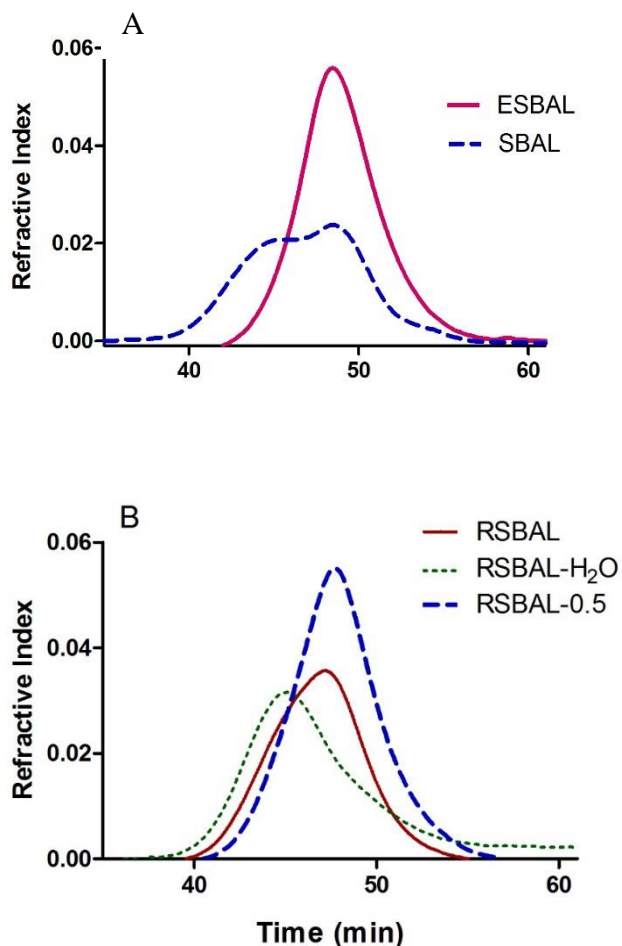 A
0.06
0.04
0.02
0.00
Refractive Index
ESBAL
SBAL
40
50
60
B
0.06
0.04
0.02
0.00
Refractive Index
RSBAL
RSBAL-H₂O
RSBAL-0.5
40
50
60
Time (min)